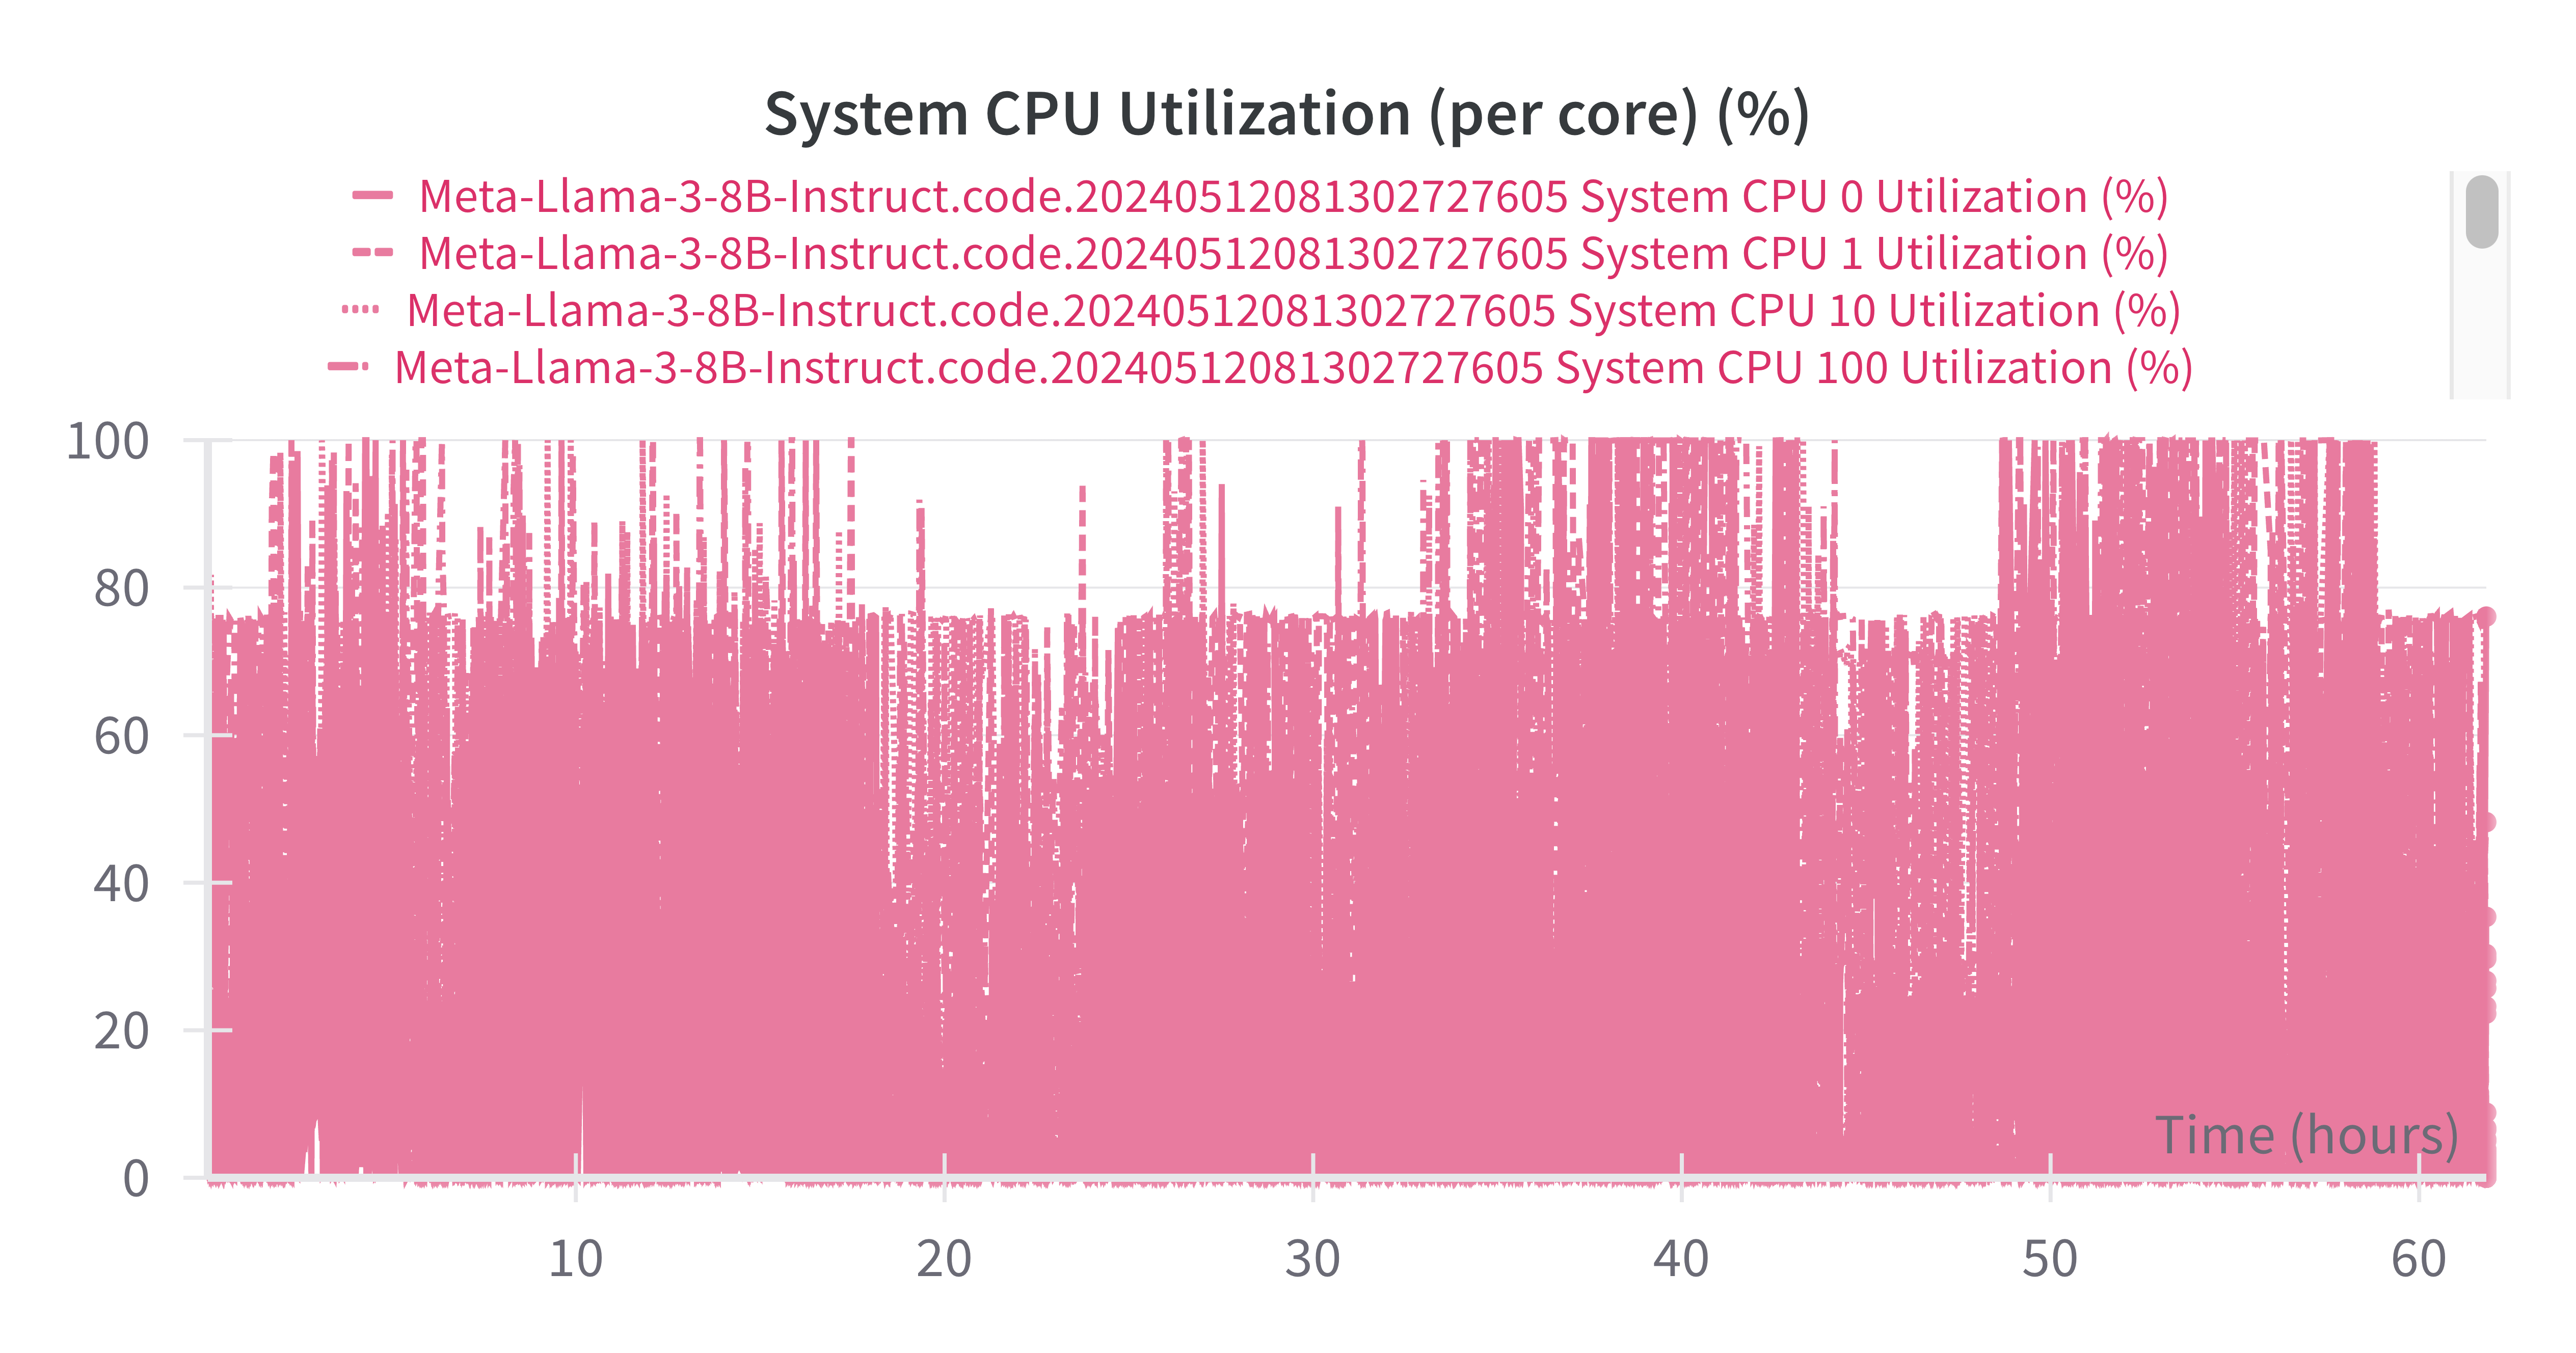 System CPU Utilization (per core) (%)
Meta-Llama-3-8B-Instruct.code.20240512081302727605 System CPU 0 Utilization (%)
Meta-Llama-3-8B-Instruct.code.20240512081302727605 System CPU 1 Utilization (%)
Meta-Llama-3-8B-Instruct.code.20240512081302727605 System CPU 10 Utilization (%)
Meta-Llama-3-8B-Instruct.code.20240512081302727605 System CPU 100 Utilization (%)
100
80
60
40
20
0
Time (hours)
10 20 30 40 50 60